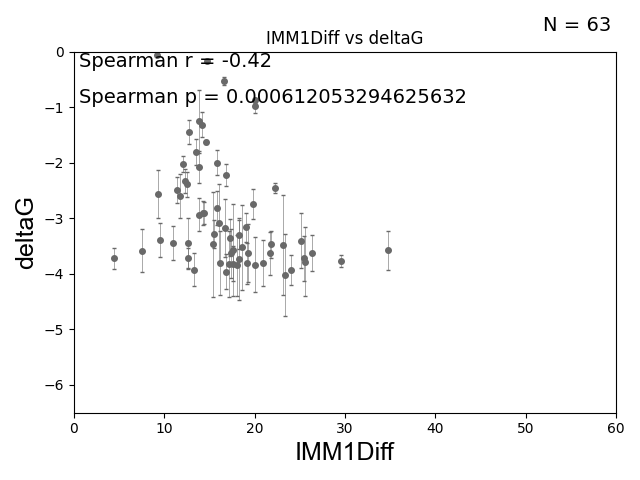 N = 63
IMM1Diff vs deltaG
Spearman r = -0.42
Spearman p = 0.000612053294625632
0
−1
−2
−3
−4
−5
−6
deltaG
0 10 20 30 40 50 60
IMM1Diff